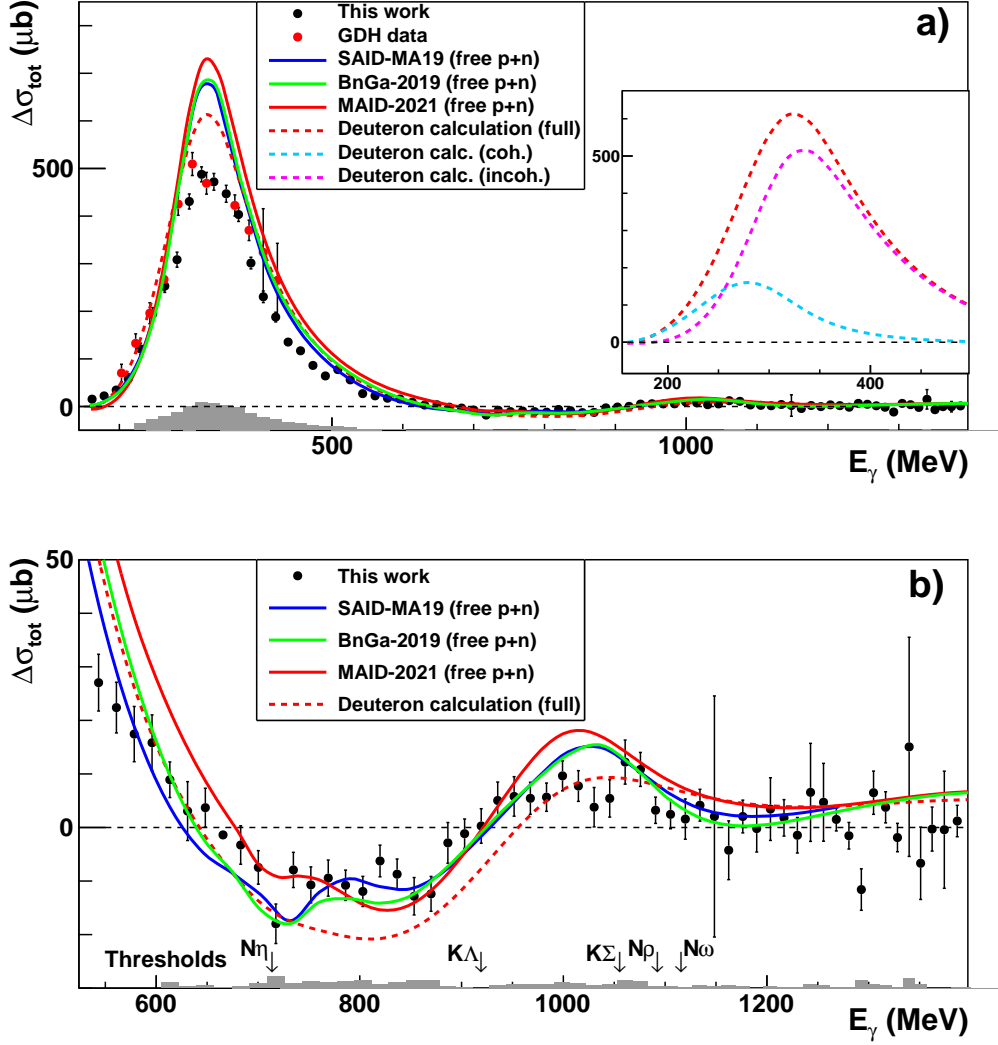 Δσtot (μb)
a)
This work
GDH data
SAID-MA19 (free p+n)
BnGa-2019 (free p+n)
MAID-2021 (free p+n)
Deuteron calculation (full)
Deuteron calc. (coh.)
Deuteron calc. (incoh.)
500
0
500
0
200 400
500 1000
Eγ (MeV)
Δσtot (μb)
b)
50
This work
SAID-MA19 (free p+n)
BnGa-2019 (free p+n)
MAID-2021 (free p+n)
Deuteron calculation (full)
0
Thresholds Nη↓ KΛ↓ KΣ↓ Nρ↓ Nω↓
600 800 1000 1200
Eγ (MeV)